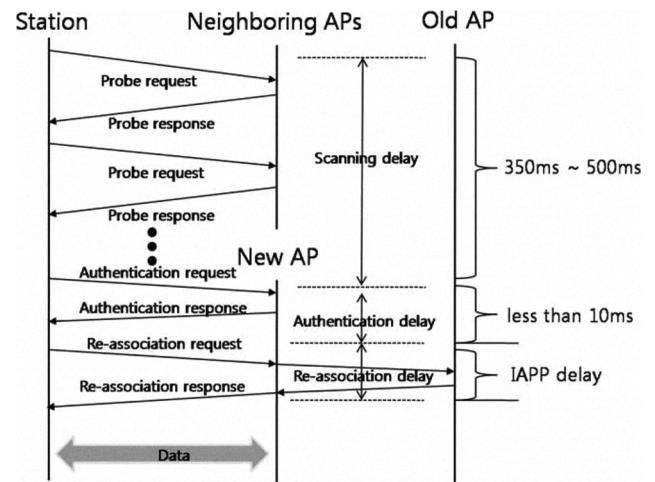 Station
Neighboring APs
Old AP
Probe request
Probe response
Probe request
Scanning delay
350ms ~ 500ms
Probe response
New AP
Authentication request
Authentication response
Authentication delay
less than 10ms
Re-association request
Re-association response
Re-association delay
IAPP delay
Data